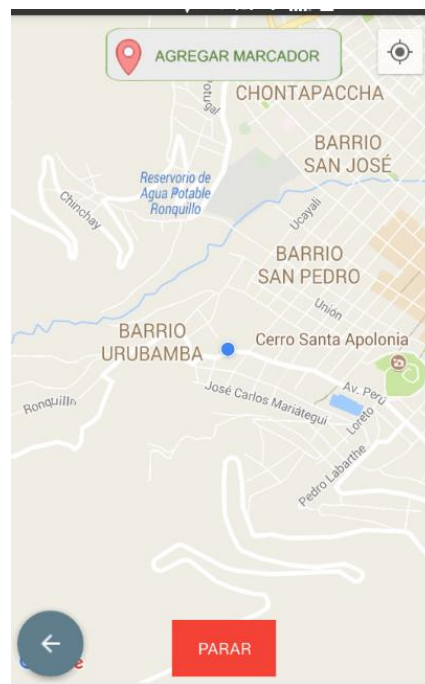 AGREGAR MARCADOR
otugal
CHONTAPACCHA
BARRIO
SAN JOSÉ
Reservorio de
Agua Potable
Ronquillo
Chinchay
Ucayali
BARRIO
SAN PEDRO
Unión
BARRIO
URUBAMBA
Cerro Santa Apolonia
José Carlos Mariátegui
Av. Perú
Ronquillo
Loreto
Pedro Labarthe
PARAR